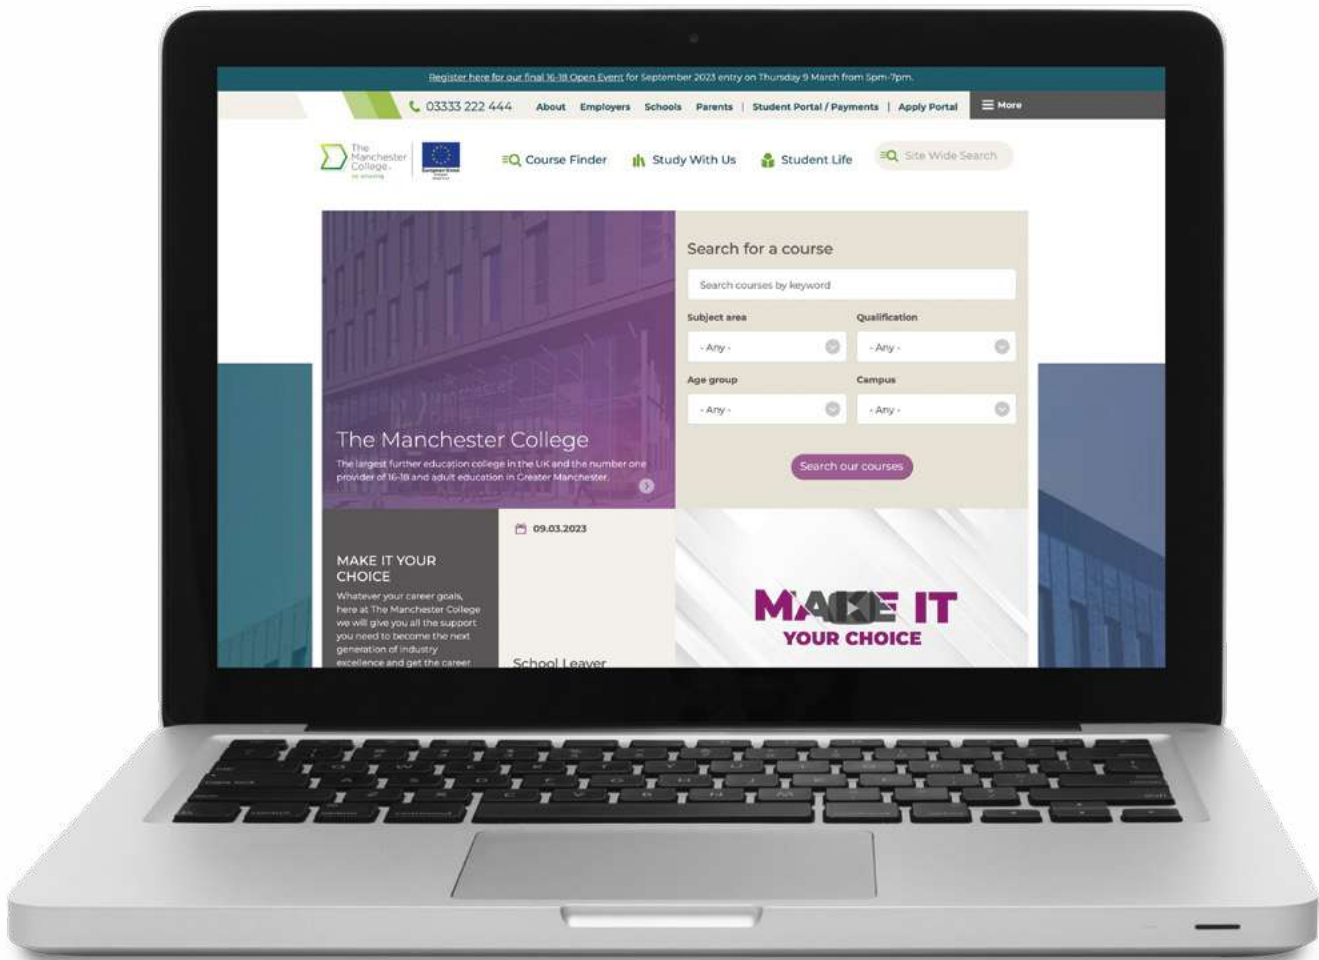 Register here for our final 16-18 Open Event for September 2023 entry on Thursday 9 March from 5pm-7pm.
03333 222 444 About Employers Schools Parents | Student Portal / Payments | Apply Portal More
The
Manchester
College.
be amazing
European Union
Course Finder Study With Us Student Life Site Wide Search
Search for a course
Search courses by keyword
Subject area Qualification
- Any - - Any -
Age group Campus
- Any - - Any -
Search our courses
The Manchester College
The largest further education college in the UK and the number one
provider of 16-18 and adult education in Greater Manchester.
09.03.2023
MAKE IT YOUR
CHOICE
Whatever your career goals,
here at The Manchester College
we will give you all the support
you need to become the next
generation of industry
excellence and get the career
School Leaver
MAKE IT
YOUR CHOICE